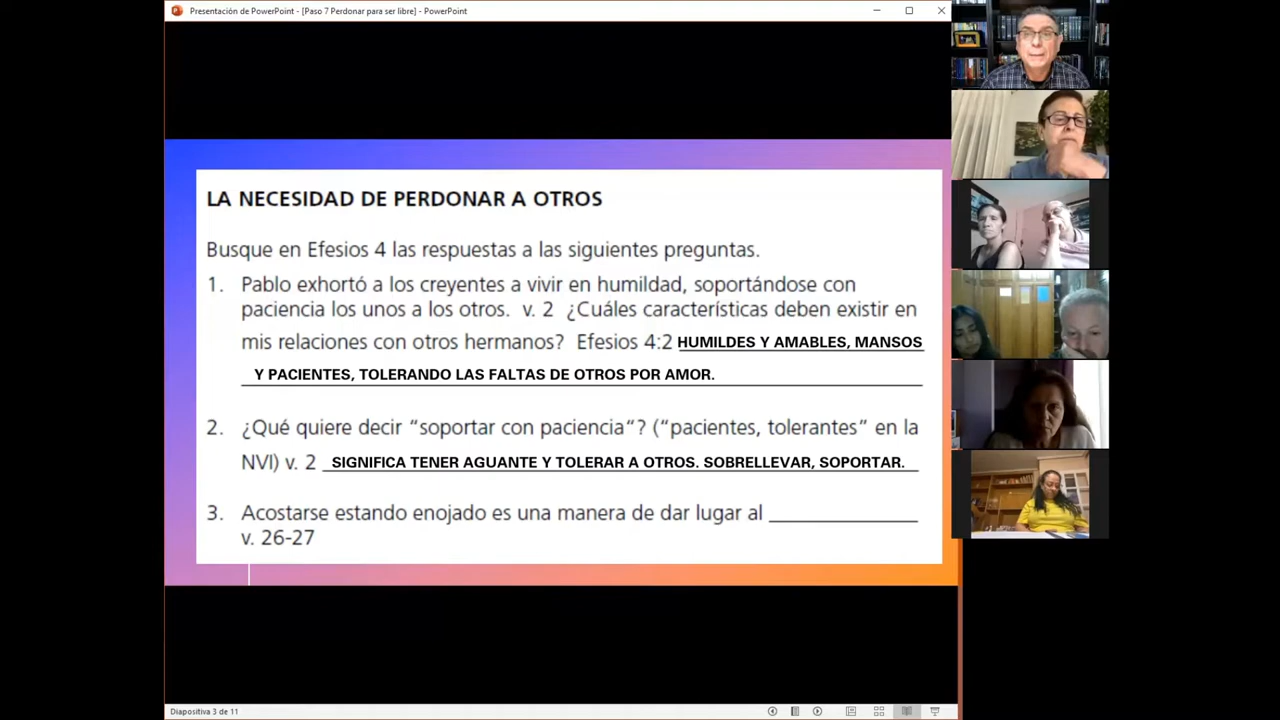 Presentación de PowerPoint - [Paso 7 Perdonar para ser libre] - PowerPoint
LA NECESIDAD DE PERDONAR A OTROS
Busque en Efesios 4 las respuestas a las siguientes preguntas.
1. Pablo exhortó a los creyentes a vivir en humildad, soportándose con
paciencia los unos a los otros. v. 2 ¿Cuáles características deben existir en
mis relaciones con otros hermanos? Efesios 4:2 HUMILDES Y AMABLES, MANSOS
Y PACIENTES, TOLERANDO LAS FALTAS DE OTROS POR AMOR.
2. ¿Qué quiere decir “soportar con paciencia“? (“pacientes, tolerantes” en la
NVI) v. 2 SIGNIFICA TENER AGUANTE Y TOLERAR A OTROS. SOBRELLEVAR, SOPORTAR.
3. Acostarse estando enojado es una manera de dar lugar al ______________
v. 26-27
Diapositiva 3 de 11